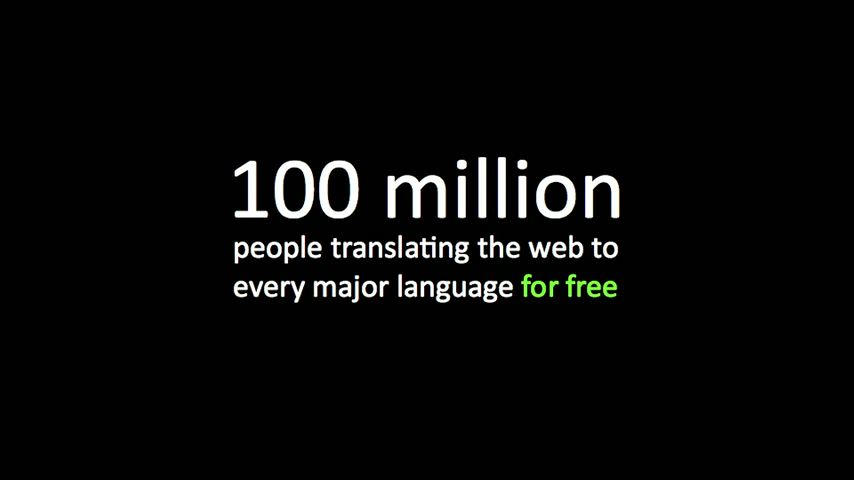 100 million
people translating the web to
every major language for free